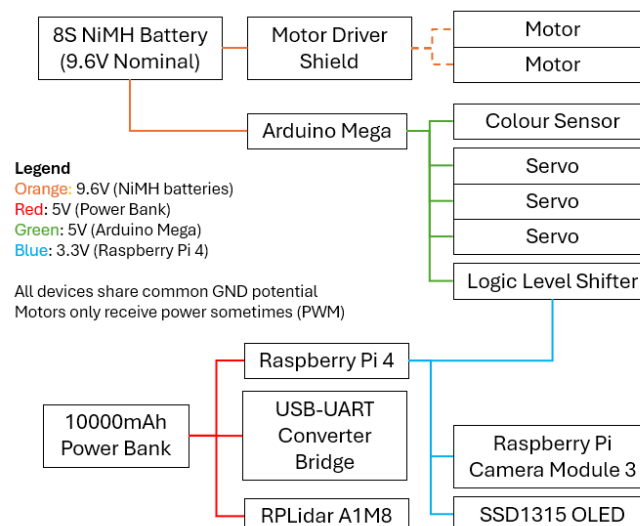 8S NiMH Battery
(9.6V Nominal)
Motor Driver
Shield
Motor
Motor
Arduino Mega
Colour Sensor
Servo
Servo
Servo
Logic Level Shifter
Legend
Orange: 9.6V (NiMH batteries)
Red: 5V (Power Bank)
Green: 5V (Arduino Mega)
Blue: 3.3V (Raspberry Pi 4)
All devices share common GND potential
Motors only receive power sometimes (PWM)
Raspberry Pi 4
10000mAh
Power Bank
USB-UART
Converter
Bridge
RPLidar A1M8
Raspberry Pi
Camera Module 3
SSD1315 OLED